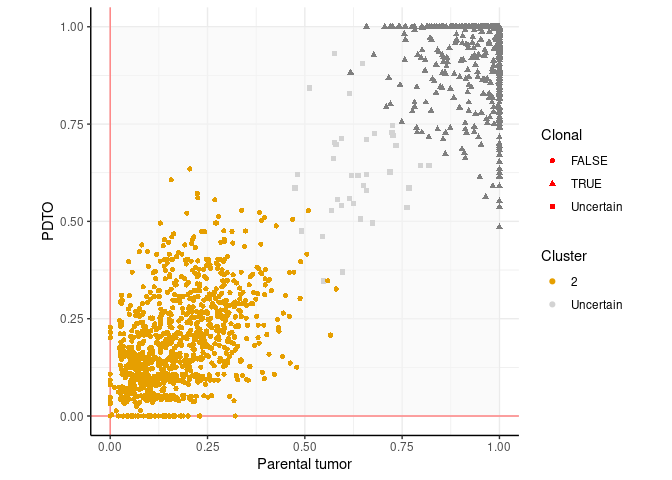 1.00
0.75
0.50
0.25
0.00
PDTO
0.00 0.25 0.50 0.75 1.00
Parental tumor
Clonal
FALSE
TRUE
Uncertain
Cluster
2
Uncertain